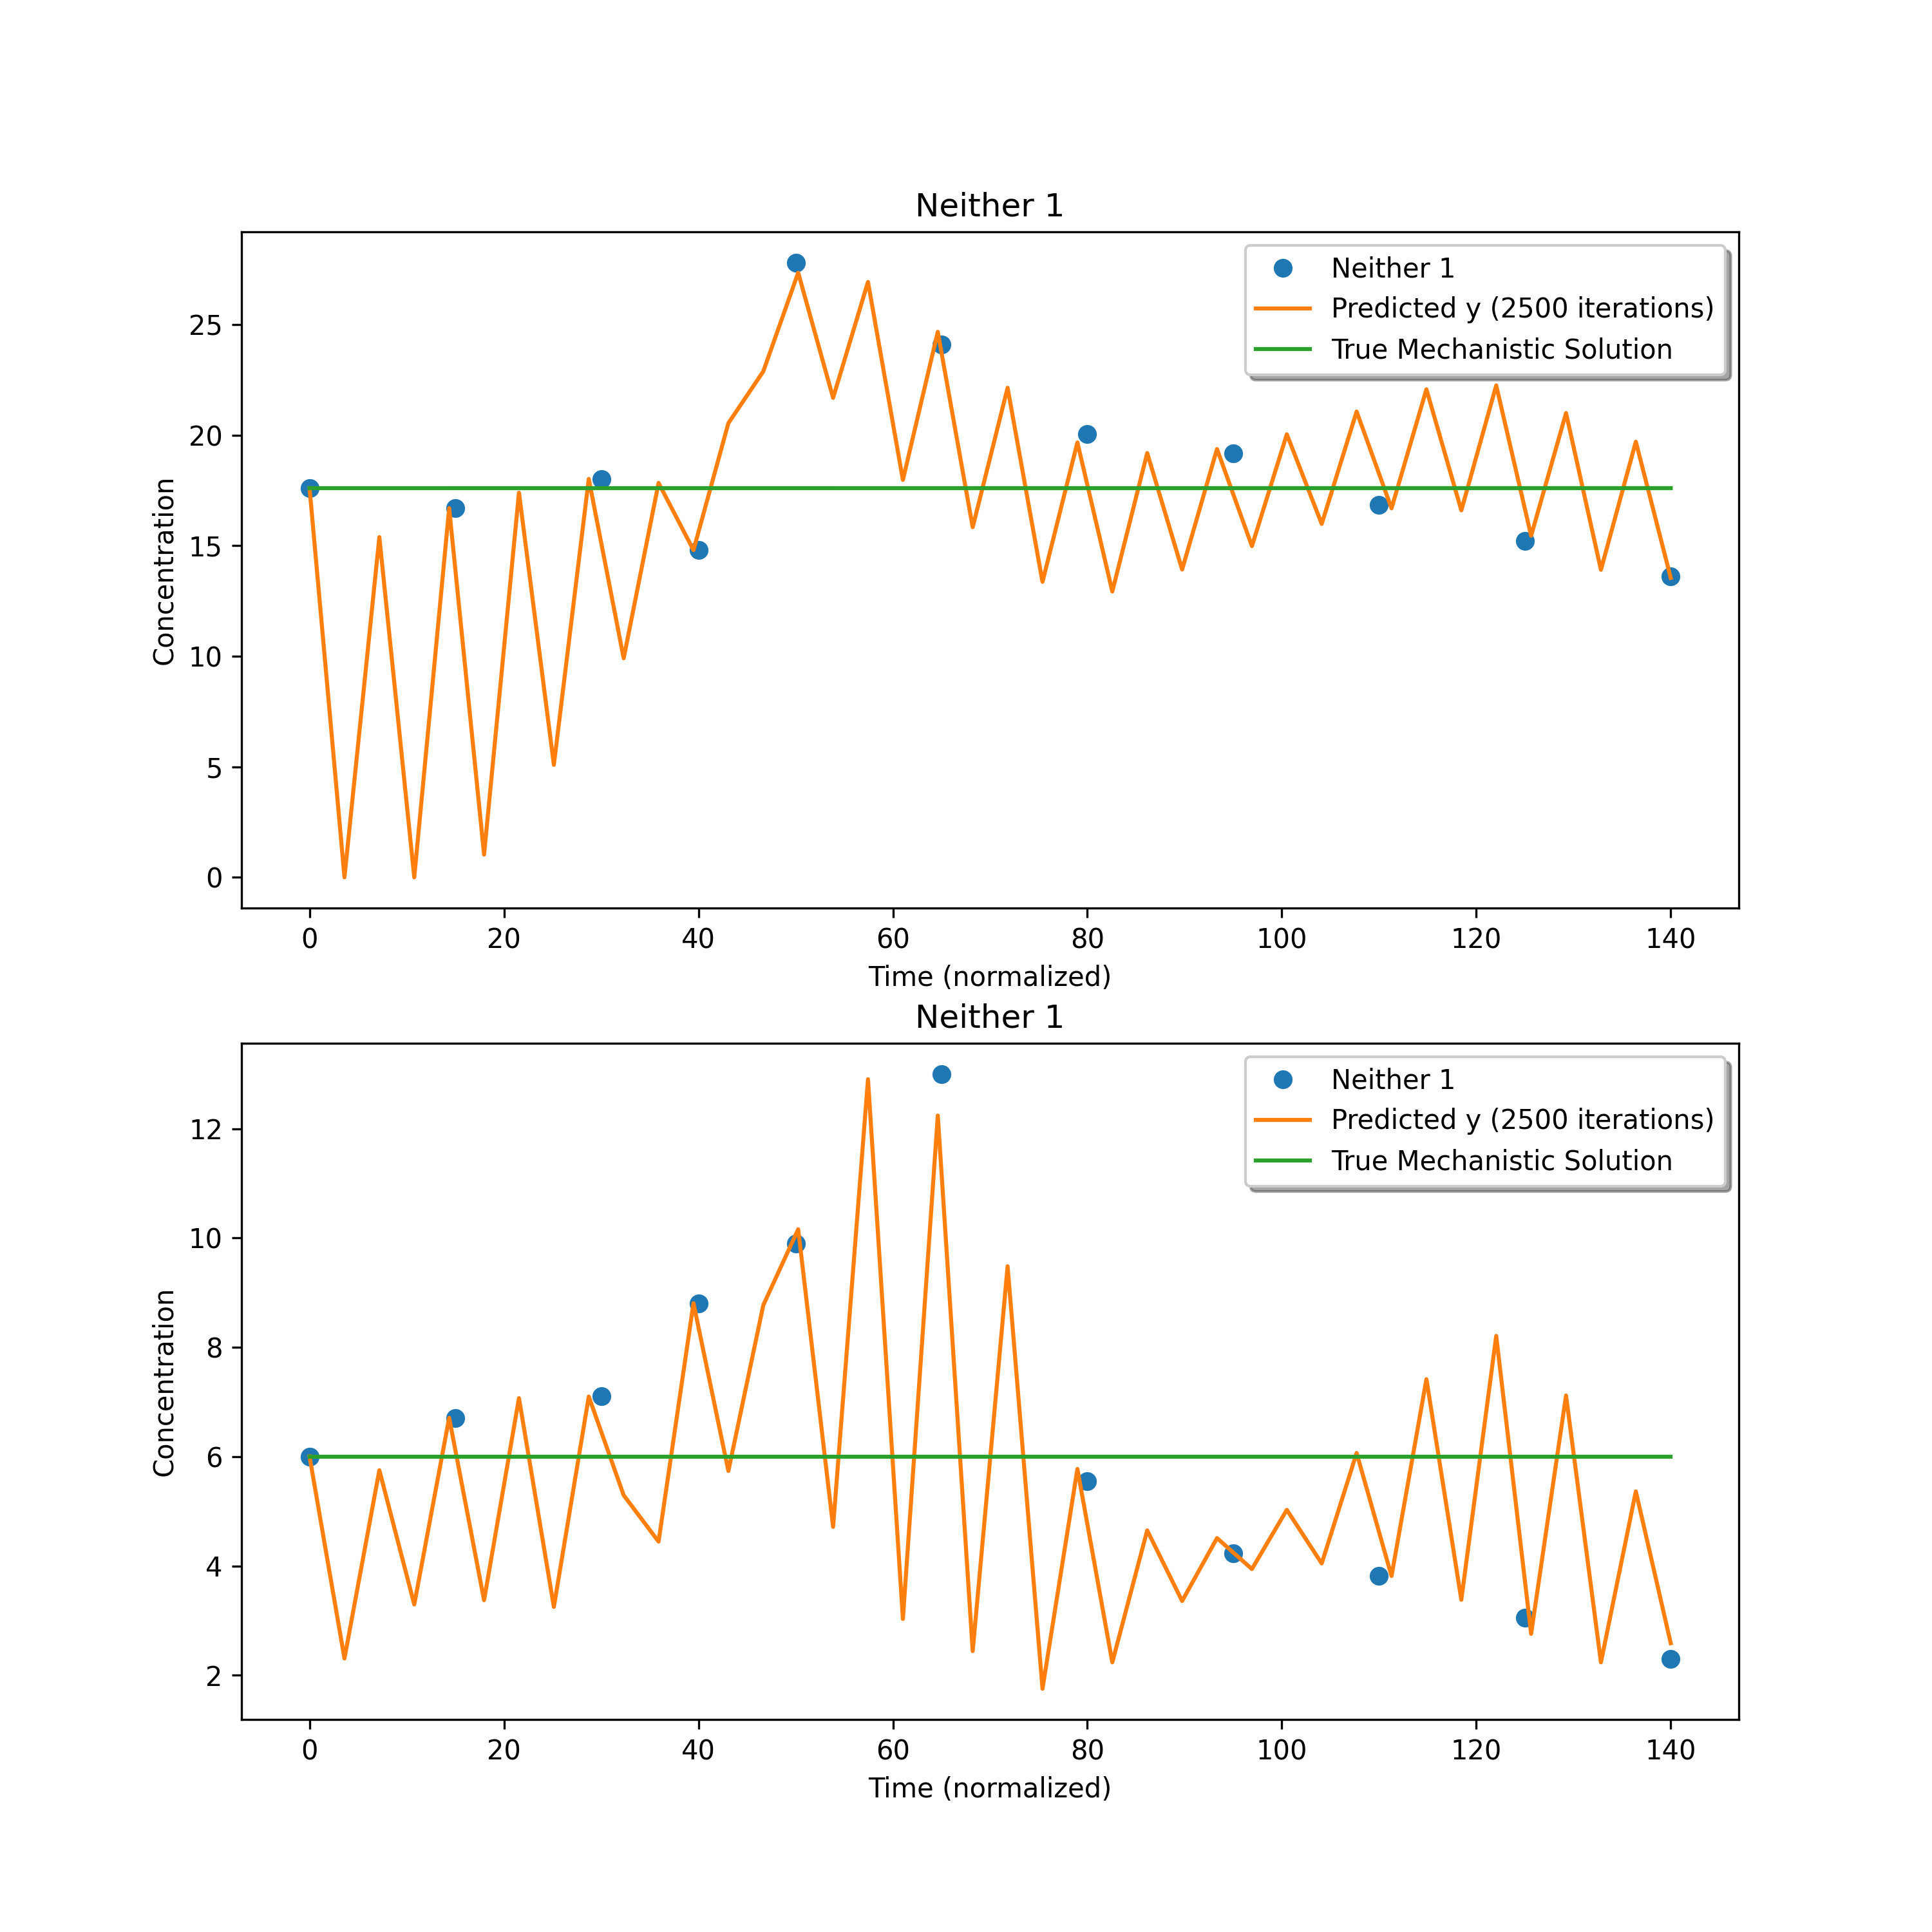 Neither 1
Neither 1
Predicted y (2500 iterations)
True Mechanistic Solution
25
20
15
10
5
0
Concentration
0 20 40 60 80 100 120 140
Time (normalized)
Neither 1
Neither 1
Predicted y (2500 iterations)
True Mechanistic Solution
12
10
8
6
4
2
Concentration
0 20 40 60 80 100 120 140
Time (normalized)